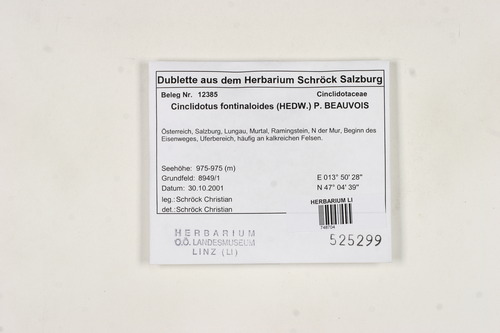 Dublette aus dem Herbarium Schröck Salzburg
Beleg Nr. 12385 Cinclidotaceae
Cinclidotus fontinaloides (HEDW.) P. BEAUVOIS
Österreich, Salzburg, Lungau, Murtal, Ramingstein, N der Mur, Beginn des
Eisenweges, Uferbereich, häufig an kalkreichen Felsen.
Seehöhe: 975-975 (m)
Grundfeld: 8949/1 E 013° 50' 28"
Datum: 30.10.2001 N 47° 04' 39"
leg.:Schröck Christian
det.:Schröck Christian
HERBARIUM LI
749704
HERBARIUM
O.Ö. LANDESMUSEUM
LINZ (LI)
525299